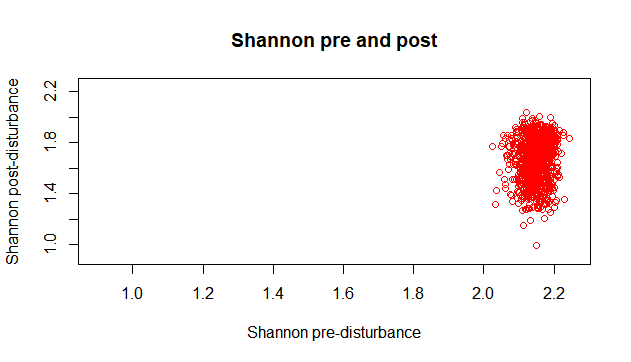 Shannon pre and post
Shannon post-disturbance
2.2
1.8
1.4
1.0
1.0 1.2 1.4 1.6 1.8 2.0 2.2
Shannon pre-disturbance